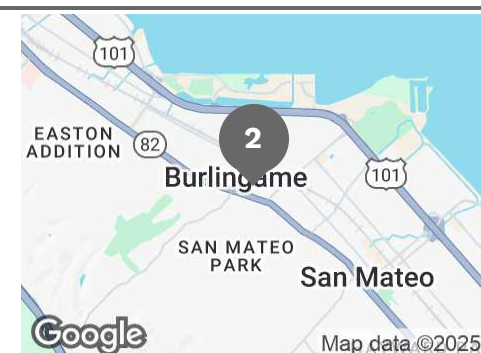 101
EASTON
ADDITION
82
2
Burlingame
101
SAN MATEO
PARK
San Mateo
Google
Map data ©2025